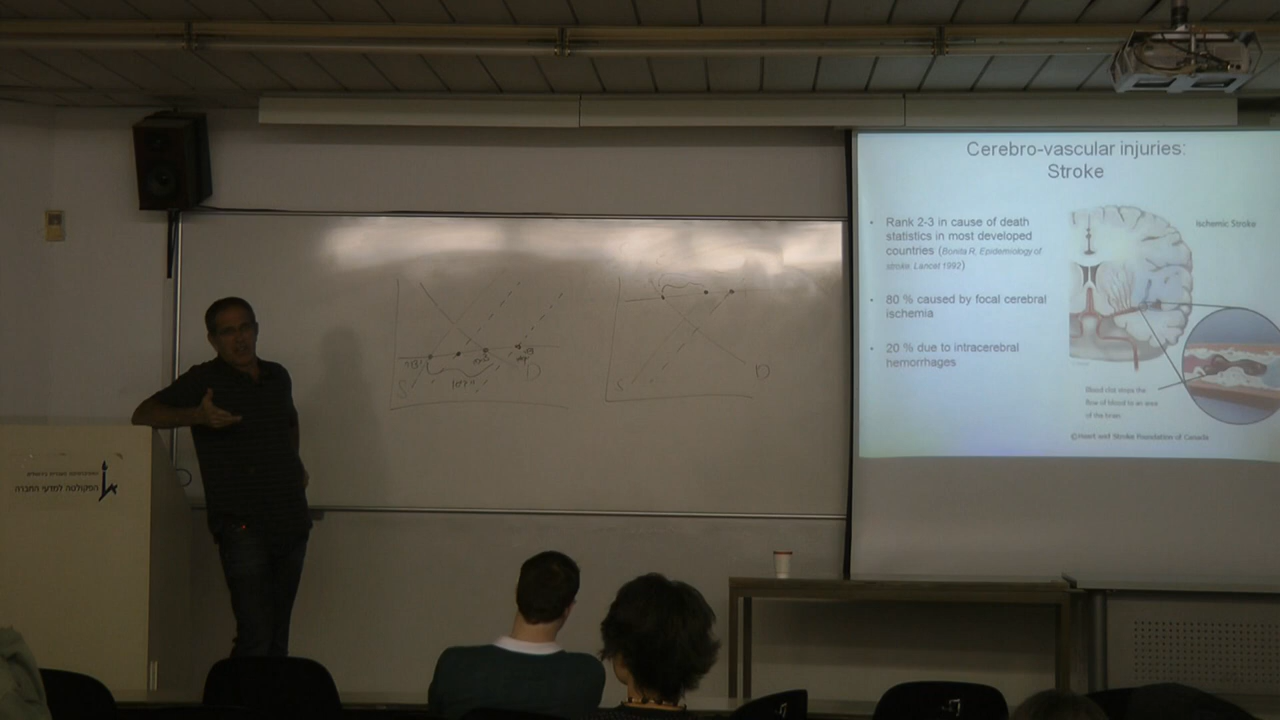 Cerebro-vascular injuries:
Stroke
• Rank 2-3 in cause of death
statistics in most developed
countries (Bonita R. Epidemiology of
stroke. Lancet 1992)
• 80 % caused by focal cerebral
ischemia
• 20 % due to intracerebral
hemorrhages
Ischemic Stroke
Blood clot stops the
flow of blood to an area
of the brain
©Heart and Stroke Foundation of Canada
S
D
S
D
האוניברסיטה העברית בירושלים
הפקולטה למדעי החברה